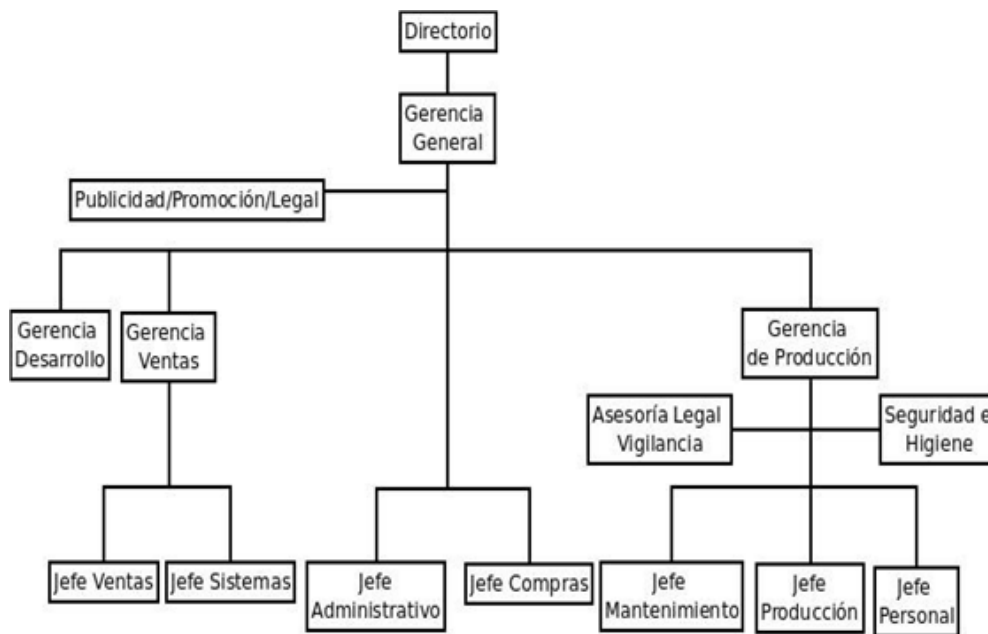 Directorio
Gerencia
General
Publicidad/Promoción/Legal
Gerencia
Desarrollo
Gerencia
Ventas
Gerencia
de Producción
Asesoría Legal
Vigilancia
Seguridad e
Higiene
Jefe Ventas
Jefe Sistemas
Jefe
Administrativo
Jefe Compras
Jefe
Mantenimiento
Jefe
Producción
Jefe
Personal